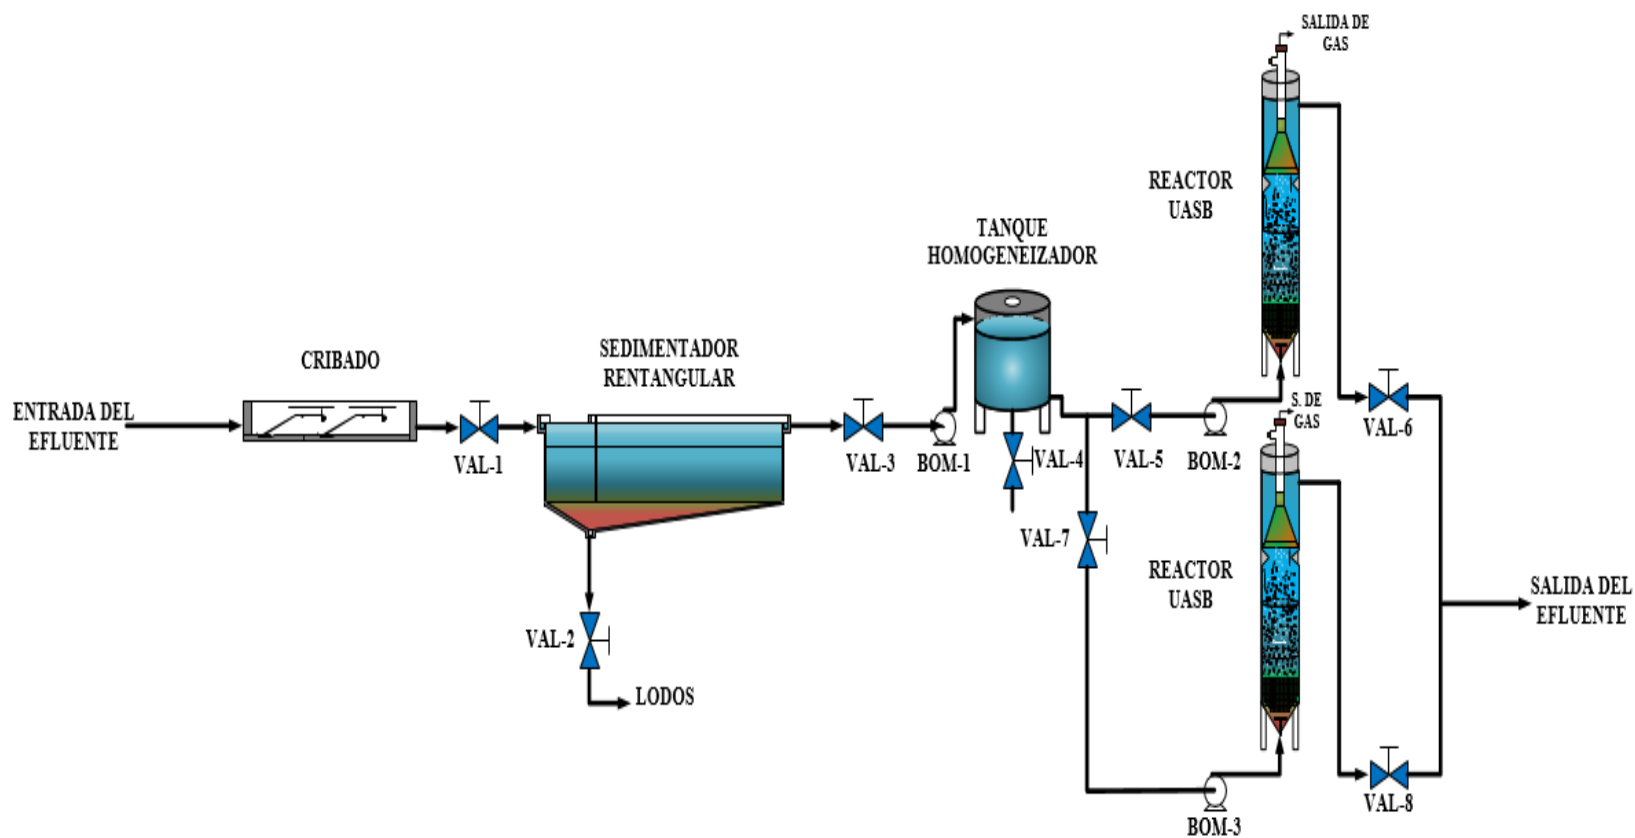 SALIDA DE
GAS
REACTOR
UASB
TANQUE
HOMOGENEIZADOR
CRIBADO
SEDIMENTADOR
RENTANGULAR
ENTRADA DEL
EFLUENTE
VAL-1
VAL-3
BOM-1
VAL-4
VAL-5
BOM-2
S. DE
GAS
VAL-6
VAL-7
REACTOR
UASB
SALIDA DEL
EFLUENTE
VAL-2
LODOS
VAL-8
BOM-3